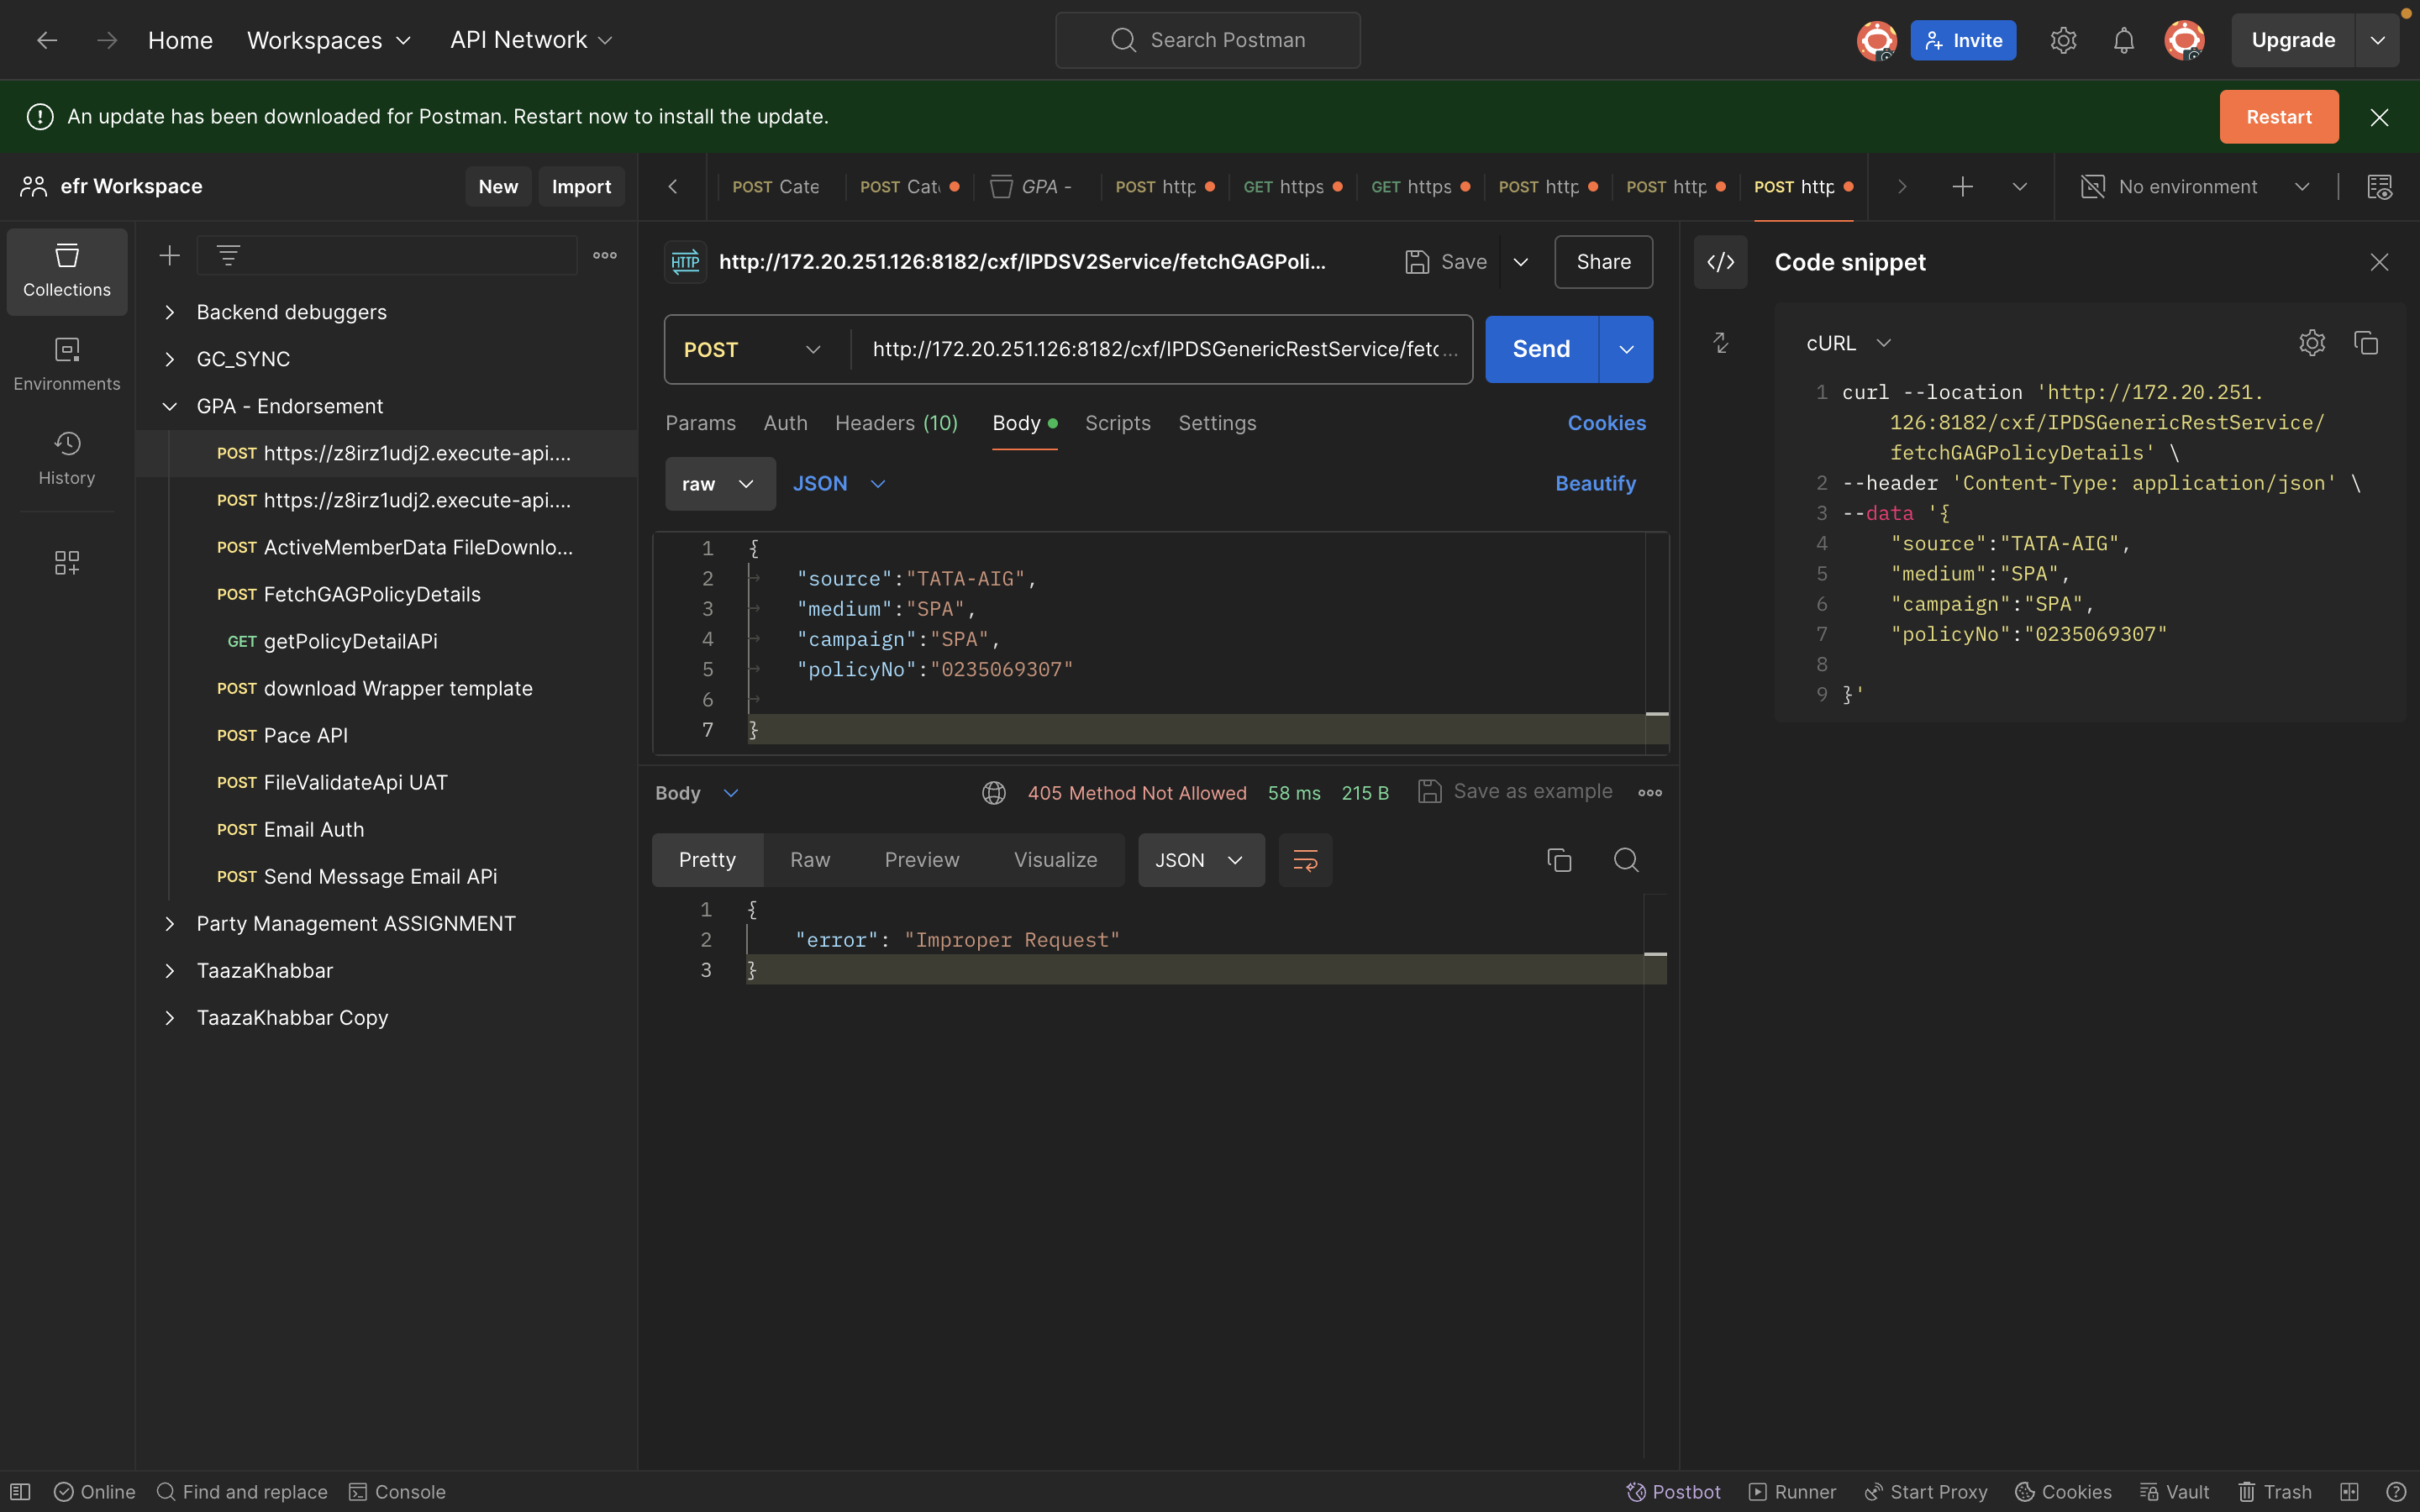 Home Workspaces API Network Search Postman Invite Upgrade
An update has been downloaded for Postman. Restart now to install the update. Restart
efr Workspace New Import
POST Cate POST Cat GPA - POST http GET https GET https POST http POST http POST http No environment
Collections
Environments
History
Backend debuggers
GC_SYNC
GPA - Endorsement
POST https://z8irz1udj2.execute-api....
POST https://z8irz1udj2.execute-api....
POST ActiveMemberData FileDownlo...
POST FetchGAGPolicyDetails
GET getPolicyDetailAPi
POST download Wrapper template
POST Pace API
POST FileValidateApi UAT
POST Email Auth
POST Send Message Email APi
Party Management ASSIGNMENT
TaazaKhabbar
TaazaKhabbar Copy
HTTP http://172.20.251.126:8182/cxf/IPDSV2Service/fetchGAGPoli... Save Share
POST http://172.20.251.126:8182/cxf/IPDSGenericRestService/fetc... Send
Params Auth Headers (10) Body Scripts Settings Cookies
raw JSON Beautify
1 {
2 "source":"TATA-AIG",
3 "medium":"SPA",
4 "campaign":"SPA",
5 "policyNo":"0235069307"
6
7 }
Body 405 Method Not Allowed 58 ms 215 B Save as example
Pretty Raw Preview Visualize JSON
1 {
2 "error": "Improper Request"
3 }
</> Code snippet
cURL
1 curl --location 'http://172.20.251.
126:8182/cxf/IPDSGenericRestService/
fetchGAGPolicyDetails' \
2 --header 'Content-Type: application/json' \
3 --data '{
4 "source":"TATA-AIG",
5 "medium":"SPA",
6 "campaign":"SPA",
7 "policyNo":"0235069307"
8
9 }'
Online Find and replace Console Postbot Runner Start Proxy Cookies Vault Trash